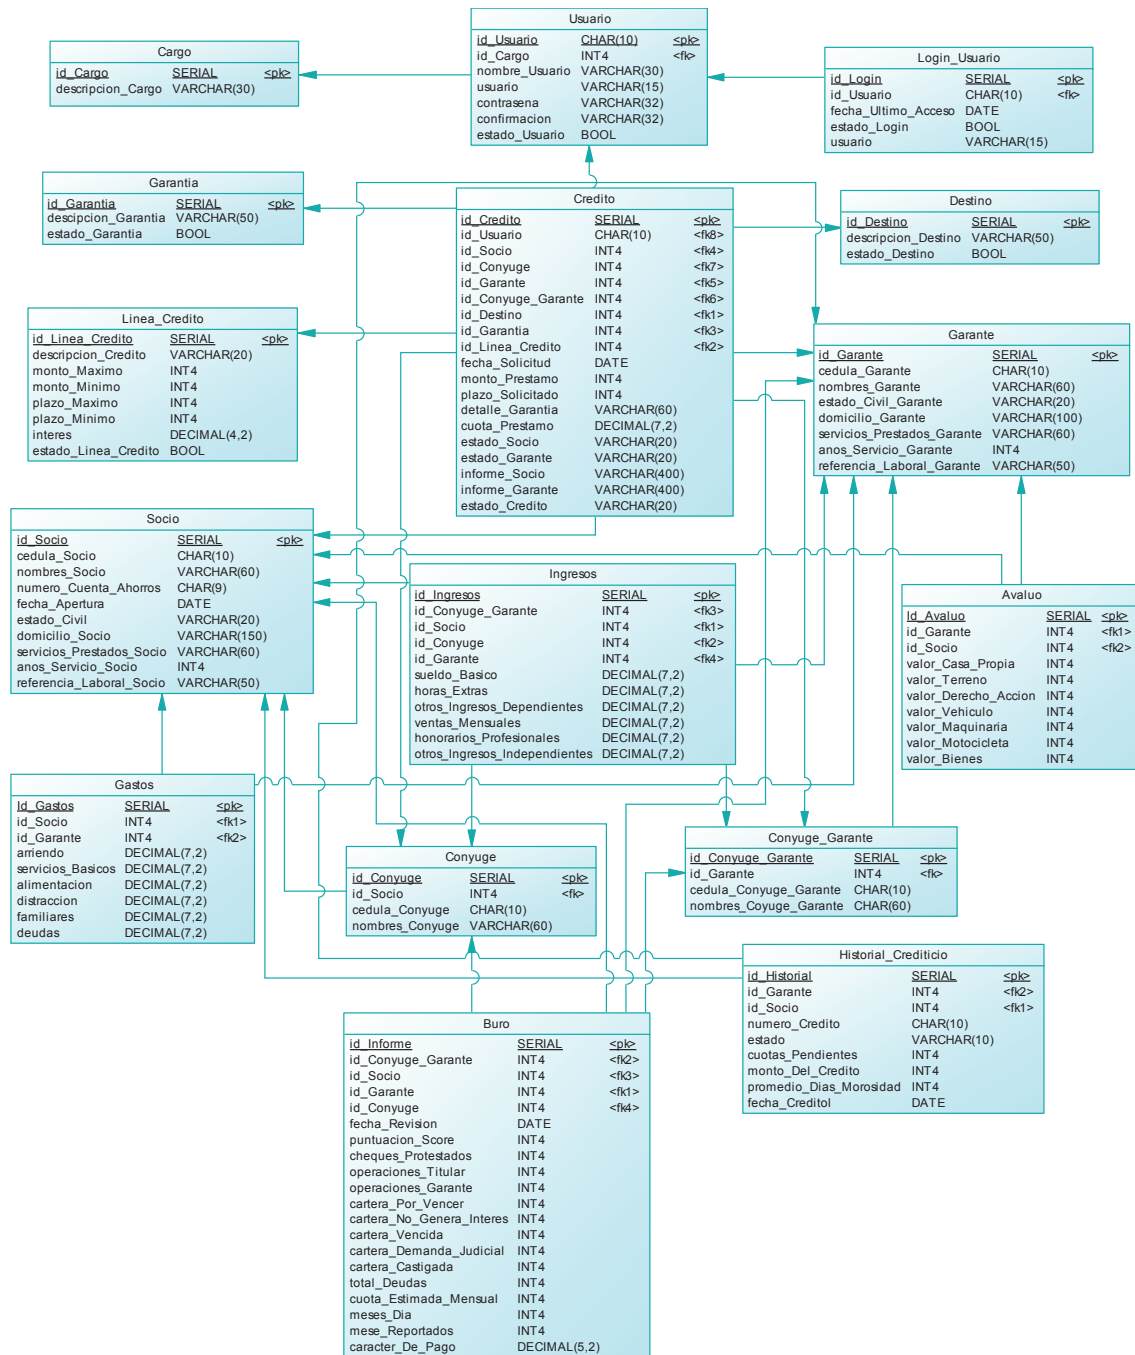 Usuario
id_Usuario CHAR(10) <pk>
id_Cargo INT4 <fk>
nombre_Usuario VARCHAR(30)
usuario VARCHAR(15)
contrasena VARCHAR(32)
confirmacion VARCHAR(32)
estado_Usuario BOOL
Cargo
id_Cargo SERIAL <pk>
descripcion_Cargo VARCHAR(30)
Login_Usuario
id_Login SERIAL <pk>
id_Usuario CHAR(10) <fk>
fecha_Ultimo_Acceso DATE
estado_Login BOOL
usuario VARCHAR(15)
Garantia
id_Garantia SERIAL <pk>
descipcion_Garantia VARCHAR(50)
estado_Garantia BOOL
Credito
id_Credito SERIAL <pk>
id_Usuario CHAR(10) <fk8>
id_Socio INT4 <fk4>
id_Conyuge INT4 <fk7>
id_Garante INT4 <fk5>
id_Conyuge_Garante INT4 <fk6>
id_Destino INT4 <fk1>
id_Garantia INT4 <fk3>
id_Linea_Credito INT4 <fk2>
fecha_Solicitud DATE
monto_Prestamo INT4
plazo_Solicitado INT4
detalle_Garantia VARCHAR(60)
cuota_Prestamo DECIMAL(7,2)
estado_Socio VARCHAR(20)
estado_Garante VARCHAR(20)
informe_Socio VARCHAR(400)
informe_Garante VARCHAR(400)
estado_Credito VARCHAR(20)
Destino
id_Destino SERIAL <pk>
descripcion_Destino VARCHAR(50)
estado_Destino BOOL
Linea_Credito
id_Linea_Credito SERIAL <pk>
descripcion_Credito VARCHAR(20)
monto_Maximo INT4
monto_Minimo INT4
plazo_Maximo INT4
plazo_Minimo INT4
interes DECIMAL(4,2)
estado_Linea_Credito BOOL
Garante
id_Garante SERIAL <pk>
cedula_Garante CHAR(10)
nombres_Garante VARCHAR(60)
estado_Civil_Garante VARCHAR(20)
domicilio_Garante VARCHAR(100)
servicios_Prestados_Garante VARCHAR(60)
anos_Servicio_Garante INT4
referencia_Laboral_Garante VARCHAR(50)
Socio
id_Socio SERIAL <pk>
cedula_Socio CHAR(10)
nombres_Socio VARCHAR(60)
numero_Cuenta_Ahorros CHAR(9)
fecha_Apertura DATE
estado_Civil VARCHAR(20)
domicilio_Socio VARCHAR(150)
servicios_Prestados_Socio VARCHAR(60)
anos_Servicio_Socio INT4
referencia_Laboral_Socio VARCHAR(50)
Ingresos
id_Ingresos SERIAL <pk>
id_Conyuge_Garante INT4 <fk3>
id_Socio INT4 <fk1>
id_Conyuge INT4 <fk2>
id_Garante INT4 <fk4>
sueldo_Basico DECIMAL(7,2)
horas_Extras DECIMAL(7,2)
otros_Ingresos_Dependientes DECIMAL(7,2)
ventas_Mensuales DECIMAL(7,2)
honorarios_Profesionales DECIMAL(7,2)
otros_Ingresos_Independientes DECIMAL(7,2)
Avaluo
Id_Avaluo SERIAL <pk>
id_Garante INT4 <fk1>
id_Socio INT4 <fk2>
valor_Casa_Propia INT4
valor_Terreno INT4
valor_Derecho_Accion INT4
valor_Vehiculo INT4
valor_Maquinaria INT4
valor_Motocicleta INT4
valor_Bienes INT4
Gastos
Id_Gastos SERIAL <pk>
id_Socio INT4 <fk1>
id_Garante INT4 <fk2>
arriendo DECIMAL(7,2)
servicios_Basicos DECIMAL(7,2)
alimentacion DECIMAL(7,2)
distraccion DECIMAL(7,2)
familiares DECIMAL(7,2)
deudas DECIMAL(7,2)
Conyuge
id_Conyuge SERIAL <pk>
id_Socio INT4 <fk>
cedula_Conyuge CHAR(10)
nombres_Conyuge VARCHAR(60)
Conyuge_Garante
id_Conyuge_Garante SERIAL <pk>
id_Garante INT4 <fk>
cedula_Conyuge_Garante CHAR(10)
nombres_Coyuge_Garante CHAR(60)
Historial_Crediticio
id_Historial SERIAL <pk>
id_Garante INT4 <fk2>
id_Socio INT4 <fk1>
numero_Credito CHAR(10)
estado VARCHAR(10)
cuotas_Pendientes INT4
monto_Del_Credito INT4
promedio_Dias_Morosidad INT4
fecha_Creditol DATE
Buro
id_Informe SERIAL <pk>
id_Conyuge_Garante INT4 <fk2>
id_Socio INT4 <fk3>
id_Garante INT4 <fk1>
id_Conyuge INT4 <fk4>
fecha_Revision DATE
puntuacion_Score INT4
cheques_Protestados INT4
operaciones_Titular INT4
operaciones_Garante INT4
cartera_Por_Vencer INT4
cartera_No_Genera_Interes INT4
cartera_Vencida INT4
cartera_Demanda_Judicial INT4
cartera_Castigada INT4
total_Deudas INT4
cuota_Estimada_Mensual INT4
meses_Dia INT4
mese_Reportados INT4
caracter_De_Pago DECIMAL(5,2)